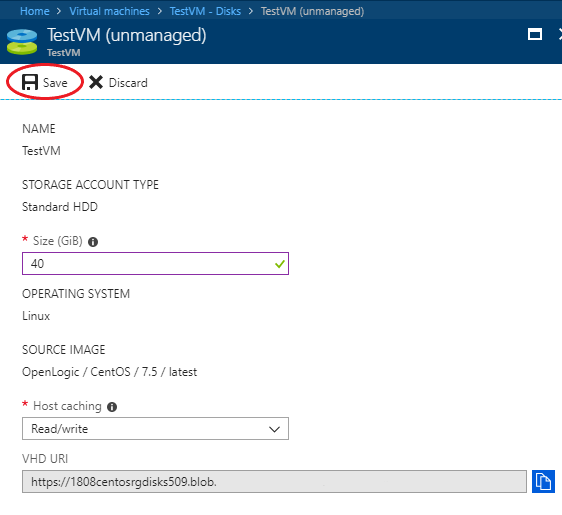 Home > Virtual machines > TestVM - Disks > TestVM (unmanaged)
TestVM (unmanaged)
TestVM
Save Discard
NAME
TestVM
STORAGE ACCOUNT TYPE
Standard HDD
* Size (GiB)
40
OPERATING SYSTEM
Linux
SOURCE IMAGE
OpenLogic / CentOS / 7.5 / latest
* Host caching
Read/write
VHD URI
https://1808centosrgdisks509.blob.